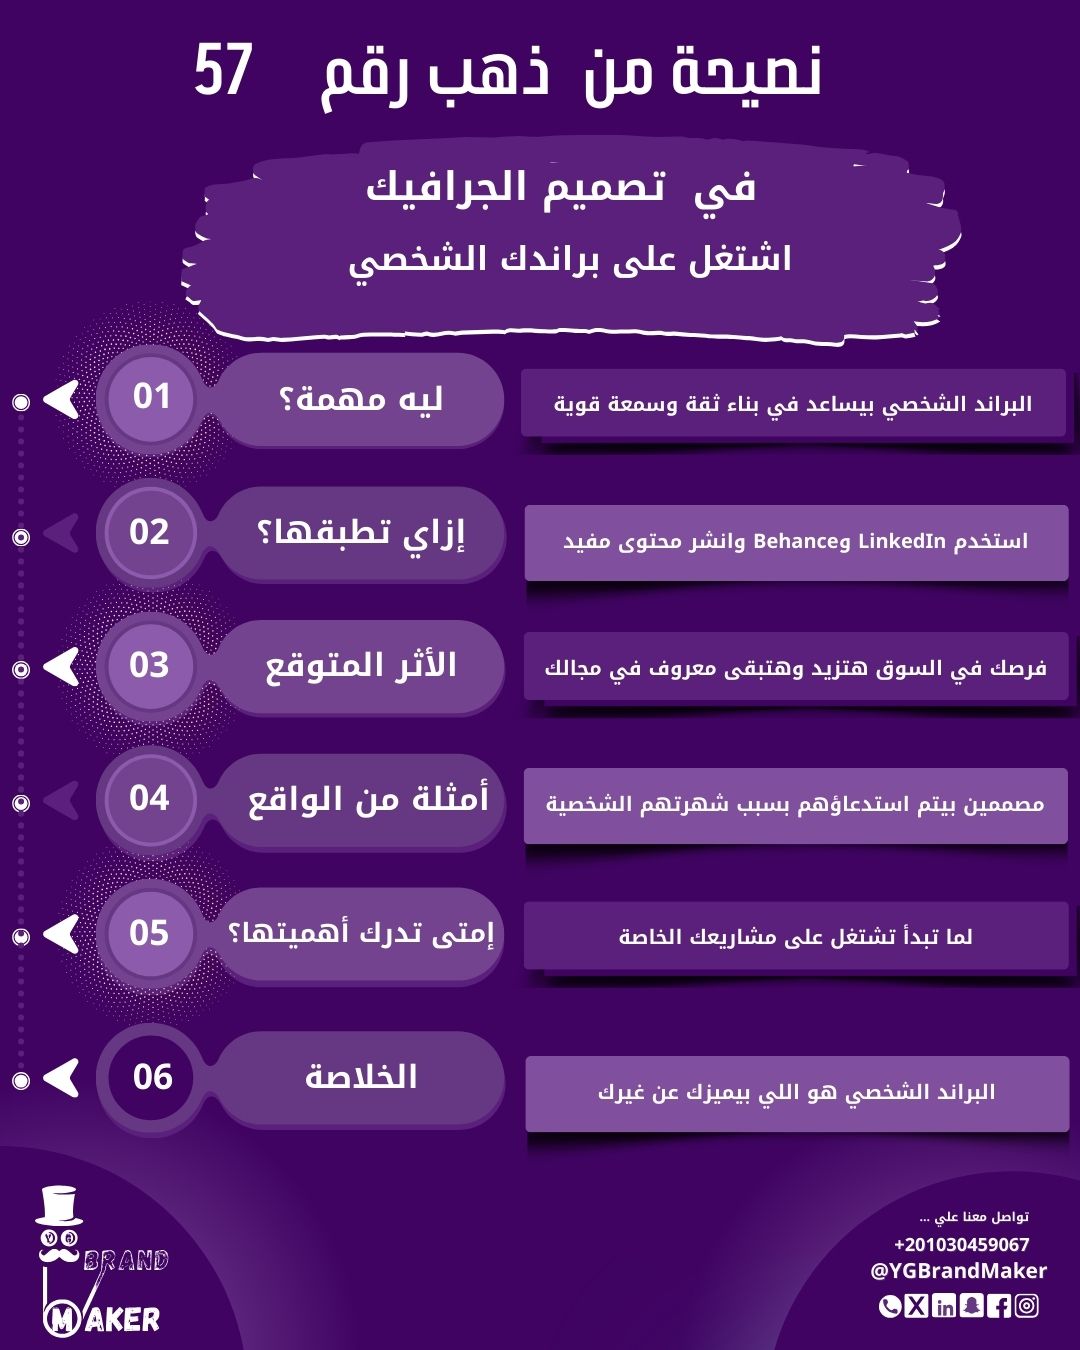 نصيحة من ذهب رقم 57
في تصميم الجرافيك
اشتغل على براندك الشخصي
01
ليه مهمة؟
البراند الشخصي بيساعد في بناء ثقة وسمعة قوية
02
إزاي تطبقها؟
استخدم LinkedIn وBehance وانشر محتوى مفيد
03
الأثر المتوقع
فرصك في السوق هتزيد وهتبقى معروف في مجالك
04
أمثلة من الواقع
مصممين بيتم استدعاؤهم بسبب شهرتهم الشخصية
05
إمتى تدرك أهميتها؟
لما تبدأ تشتغل على مشاريعك الخاصة
06
الخلاصة
البراند الشخصي هو اللي بيميزك عن غيرك
BRAND
MAKER
تواصل معنا علي ...
+201030459067
@YGBrandMaker